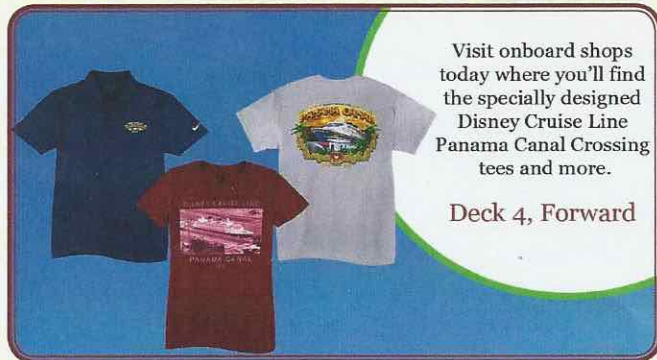 Visit onboard shops
today where you'll find
the specially designed
Disney Cruise Line
Panama Canal Crossing
tees and more.
Deck 4, Forward
PANAMA CANAL
DISNEY CRUISE LINE
PANAMA CANAL